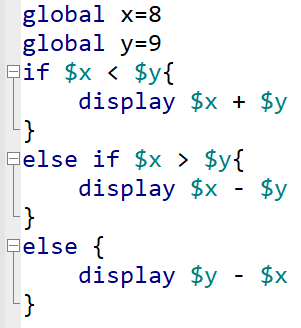 global x=8
global y=9
if $x < $y{
    display $x + $y
}
else if $x > $y{
    display $x - $y
}
else {
    display $y - $x
}